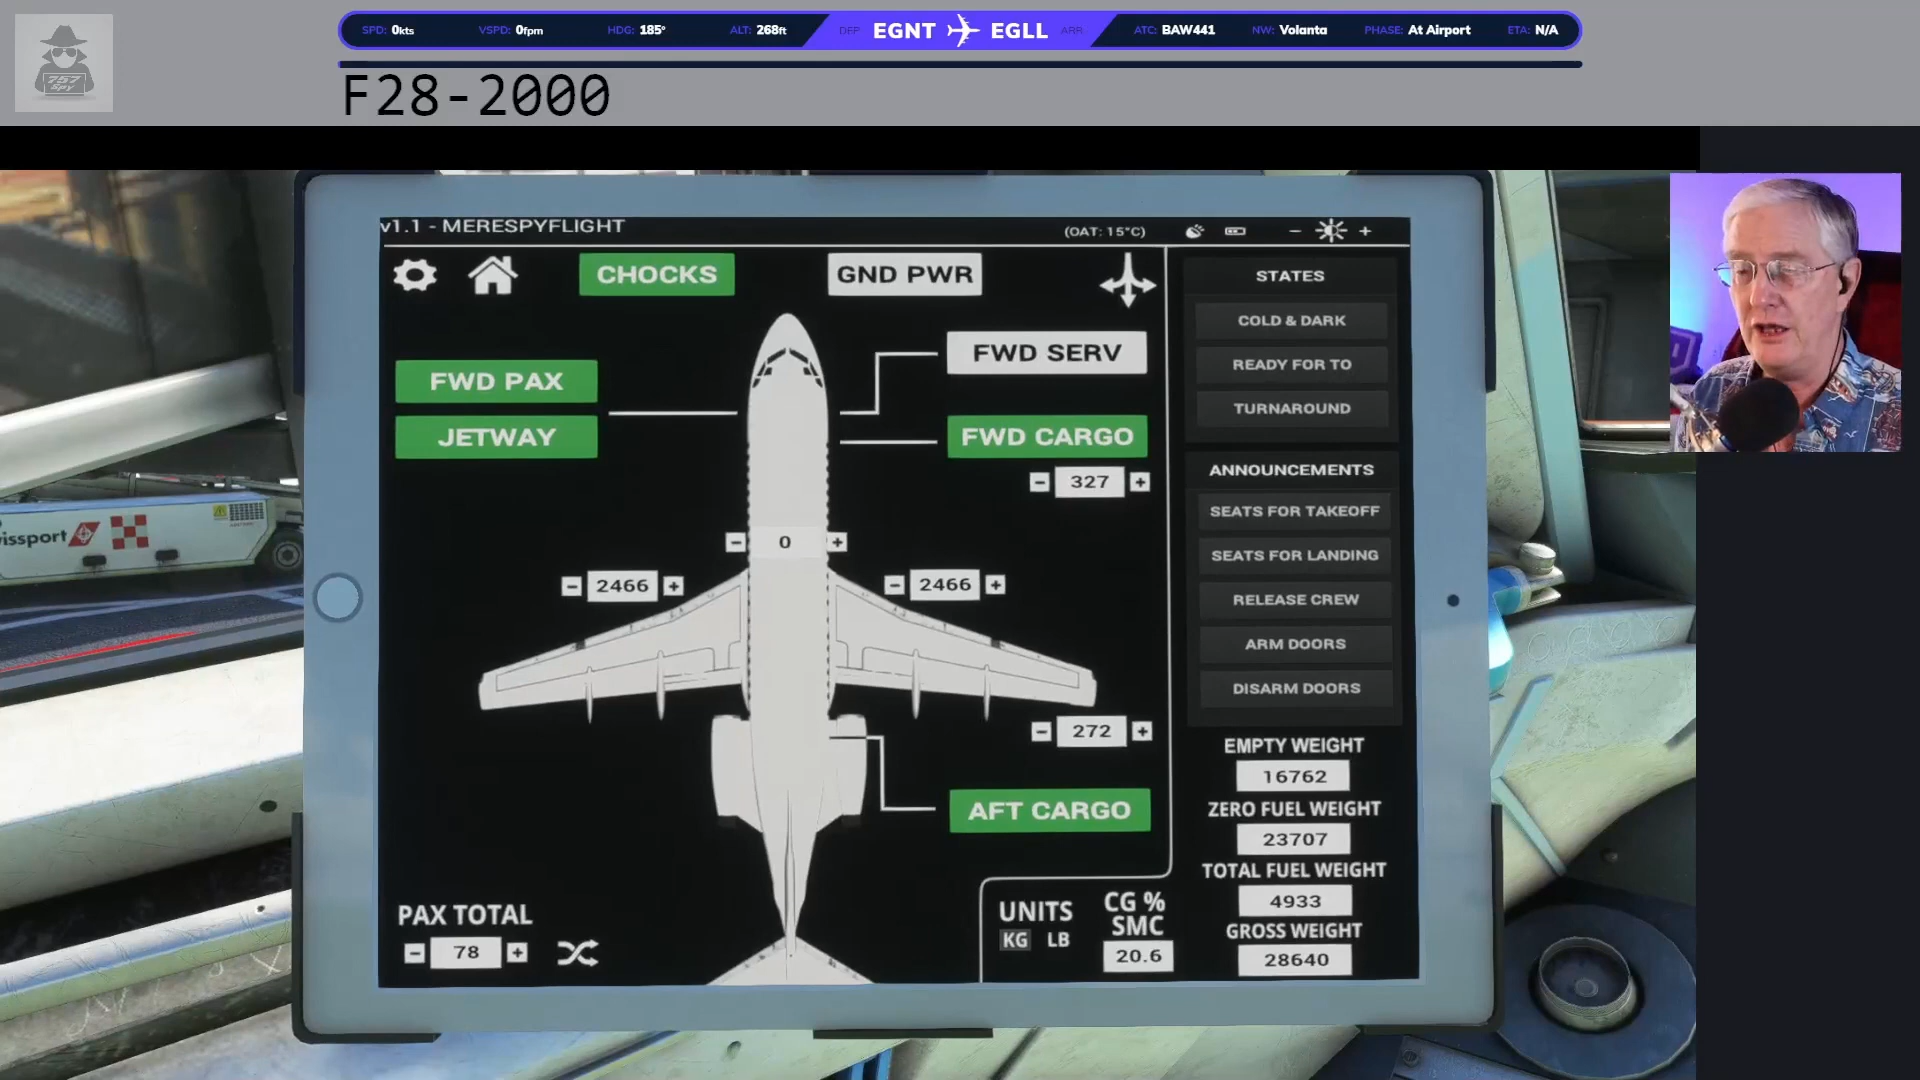 SPD: 0kts VSPD: 0fpm HDG: 185° ALT: 268ft DEP EGNT EGLL ARR ATC: BAW441 NW: Volanta PHASE: At Airport ETA: N/A
757
SPY
F28-2000
v1.1 - MERESPYFLIGHT
(OAT: 15°C)
- +
CHOCKS
GND PWR
FWD PAX
JETWAY
FWD SERV
FWD CARGO
- 327 +
- 0 +
- 2466 +
- 2466 +
- 272 +
AFT CARGO
PAX TOTAL
- 78 +
UNITS
KG LB
CG %
SMC
20.6
STATES
COLD & DARK
READY FOR TO
TURNAROUND
ANNOUNCEMENTS
SEATS FOR TAKEOFF
SEATS FOR LANDING
RELEASE CREW
ARM DOORS
DISARM DOORS
EMPTY WEIGHT
16762
ZERO FUEL WEIGHT
23707
TOTAL FUEL WEIGHT
4933
GROSS WEIGHT
28640
issport